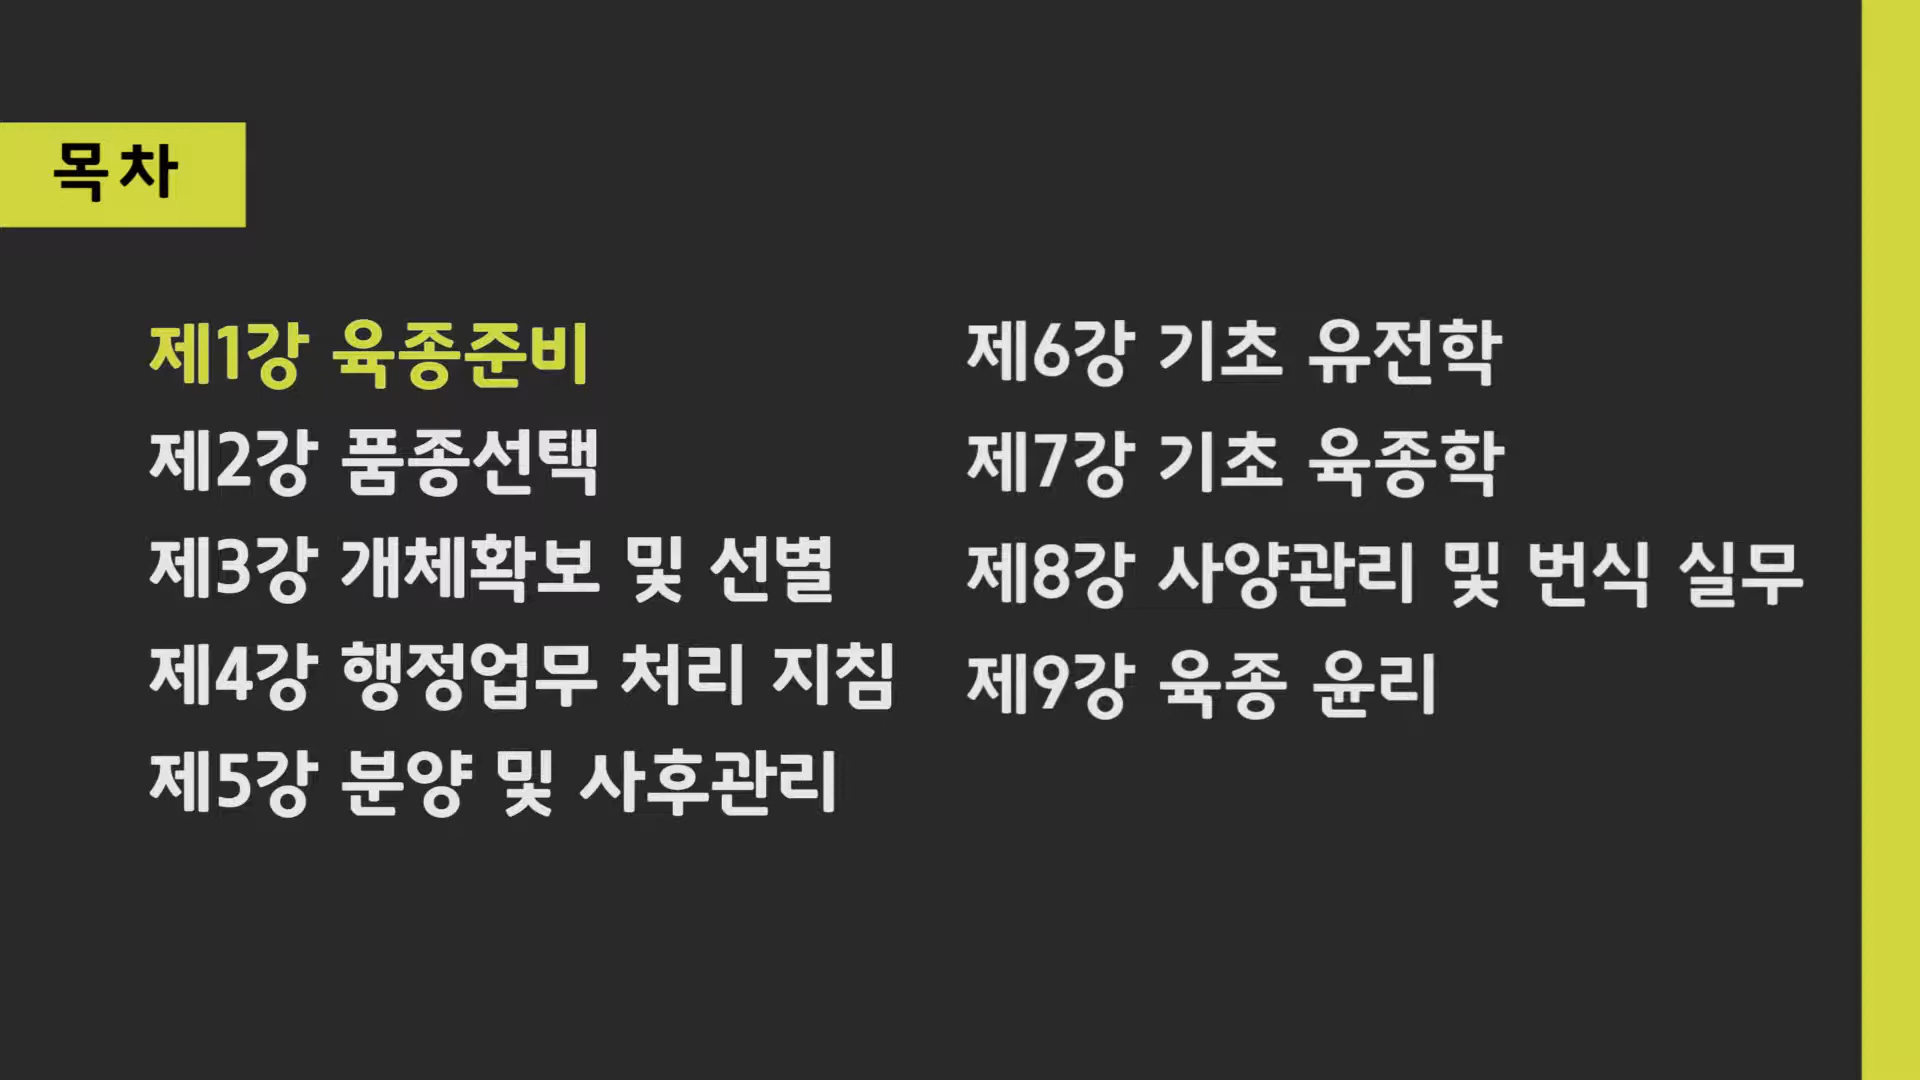 목차
제1강 육종준비
제2강 품종선택
제3강 개체확보 및 선별
제4강 행정업무 처리 지침
제5강 분양 및 사후관리
제6강 기초 유전학
제7강 기초 육종학
제8강 사양관리 및 번식 실무
제9강 육종 윤리